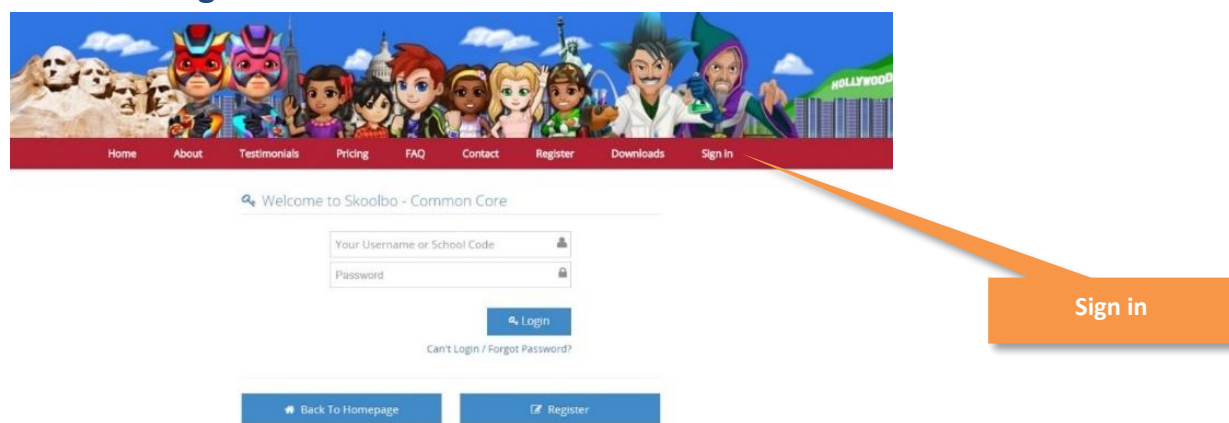 HOLLYWOOD
Home About Testimonials Pricing FAQ Contact Register Downloads Sign in
Welcome to Skoolbo - Common Core
Your Username or School Code
Password
Login
Can't Login / Forgot Password?
Back To Homepage Register
Sign in